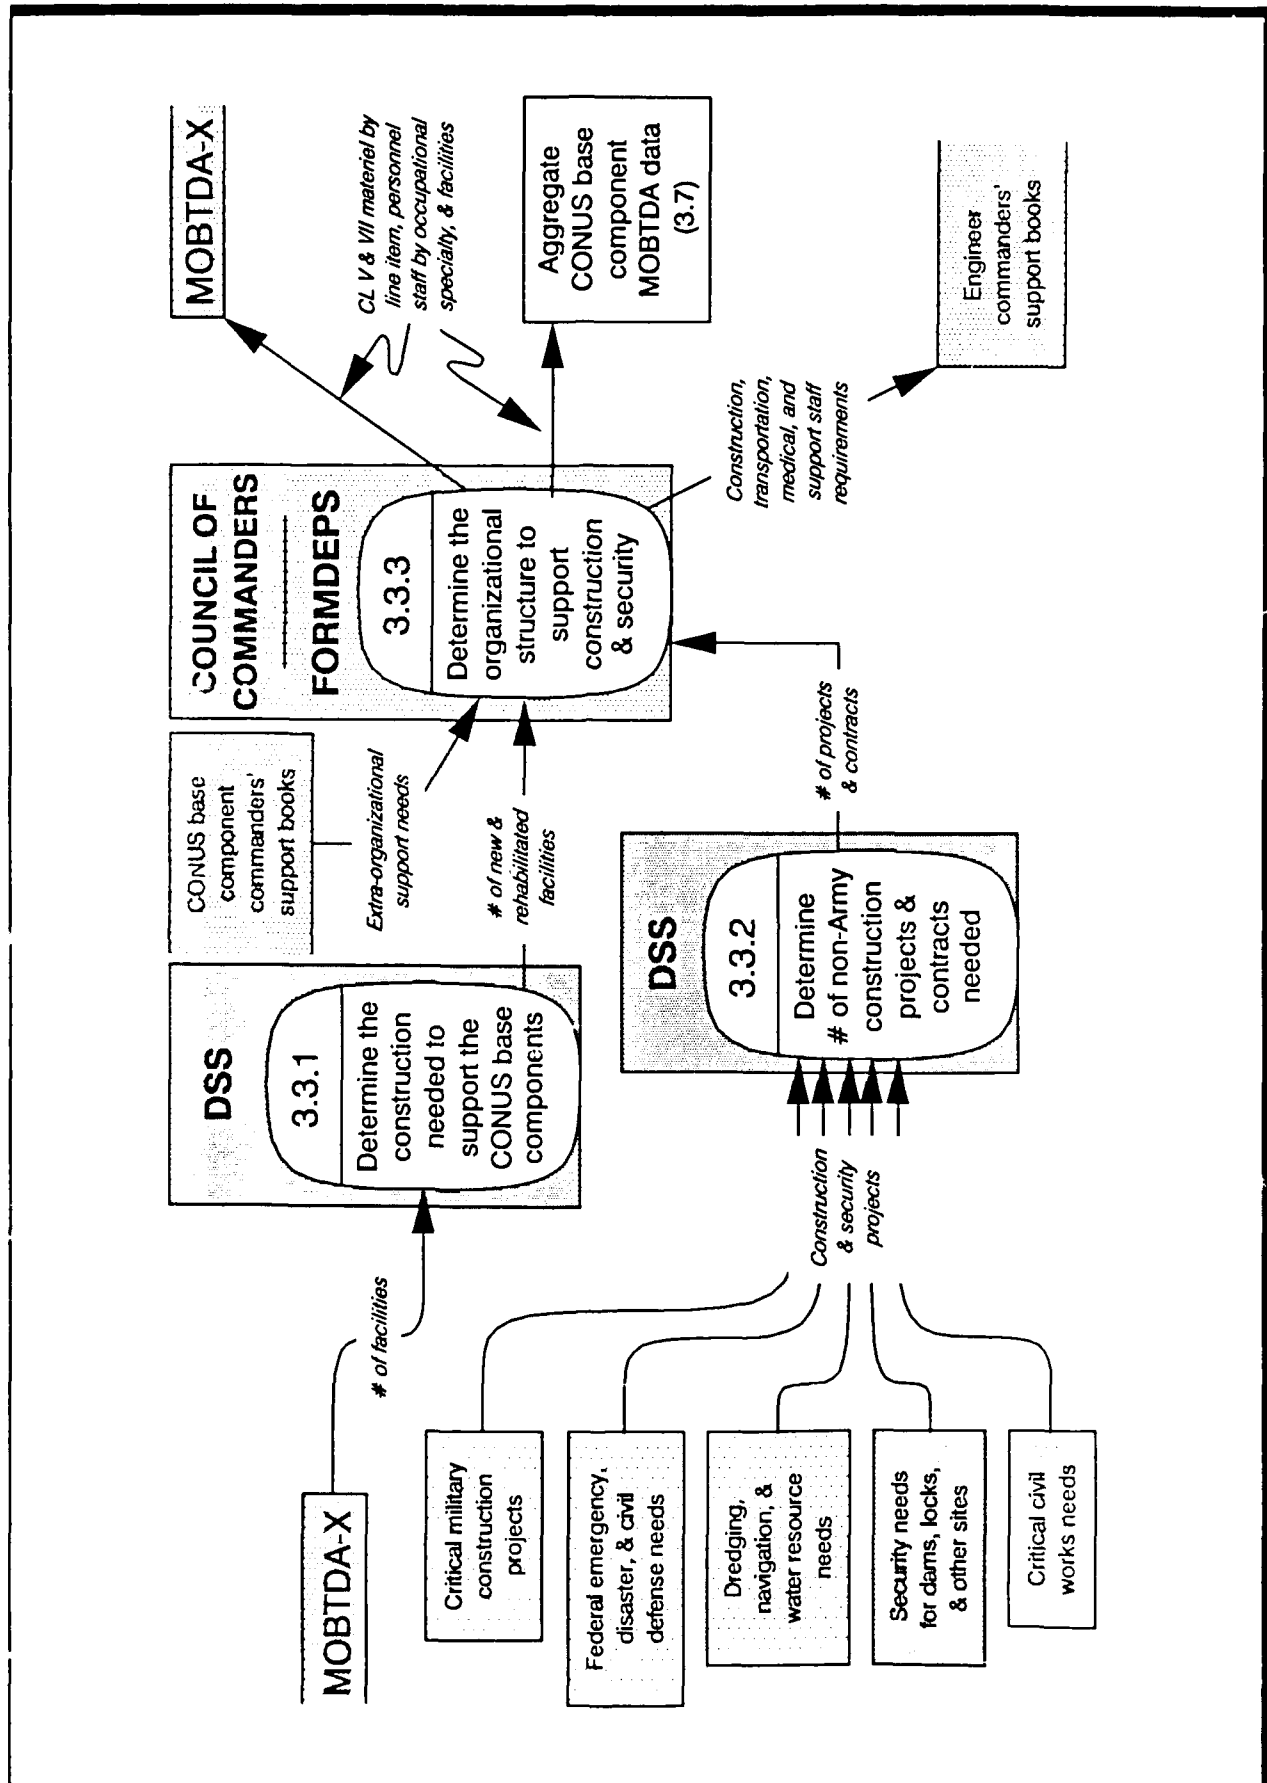 MOBTDA-X
# of facilities
DSS
3.3.1
Determine the
construction
needed to
support the
CONUS base
components
CONUS base
component
commanders'
support books
Extra-organizational
support needs
# of new &
rehabilitated
facilities
COUNCIL OF
COMMANDERS
FORMDEPS
3.3.3
Determine the
organizational
structure to
support
construction
& security
MOBTDA-X
CL V & VII materiel by
line item, personnel
staff by occupational
specialty, & facilities
Aggregate
CONUS base
component
MOBTDA data
(3.7)
Construction,
transportation,
medical, and
support staff
requirements
Engineer
commanders'
support books
Critical military
construction
projects
Federal emergency,
disaster, & civil
defense needs
Dredging,
navigation, &
water resource
needs
Security needs
for dams, locks,
& other sites
Critical civil
works needs
Construction
& security
projects
DSS
3.3.2
Determine
# of non-Army
construction
projects &
contracts
needed
# of projects
& contracts